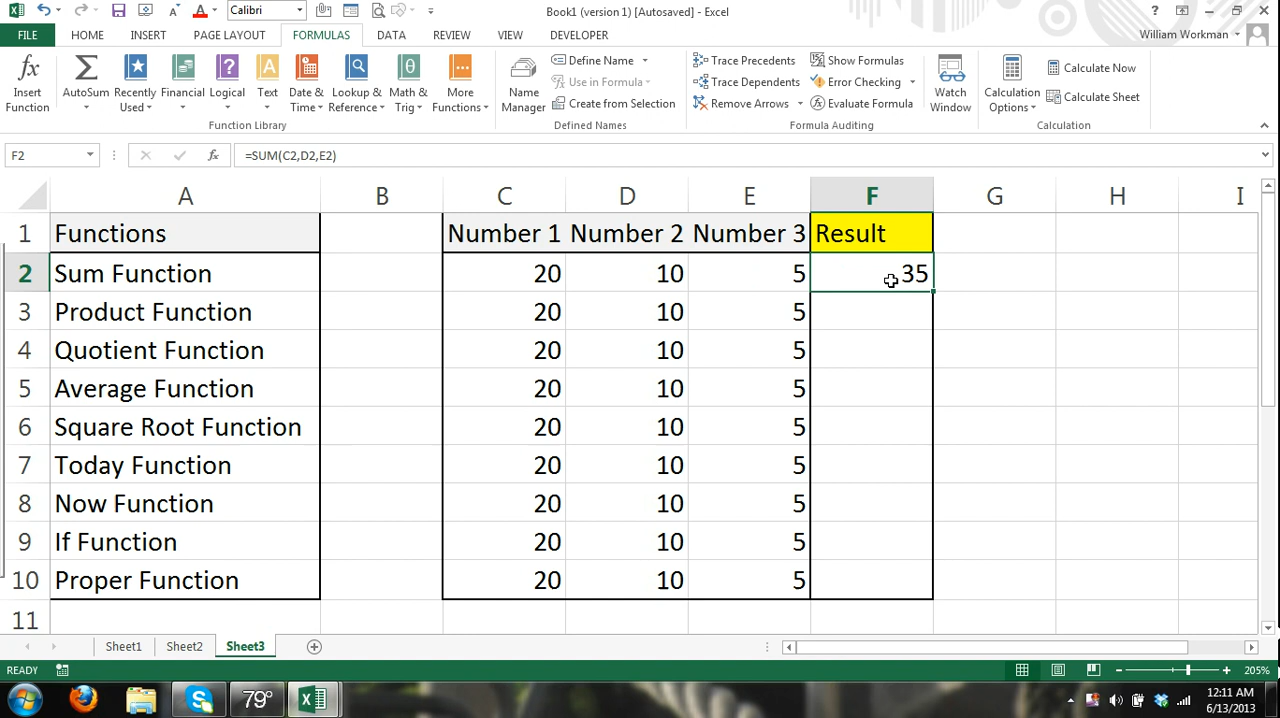 Calibri
Book1 (version 1) [Autosaved] - Excel
?
FILE HOME INSERT PAGE LAYOUT FORMULAS DATA REVIEW VIEW DEVELOPER
William Workman
fx Insert Function
Σ AutoSum
Recently Used
Financial
Logical
Text
Date & Time
Lookup & Reference
Math & Trig
More Functions
Function Library
Name Manager
Define Name
Use in Formula
Create from Selection
Defined Names
Trace Precedents
Trace Dependents
Remove Arrows
Show Formulas
Error Checking
Evaluate Formula
Formula Auditing
Watch Window
Calculation Options
Calculate Now
Calculate Sheet
Calculation
F2 fx =SUM(C2,D2,E2)
A B C D E F G H I
1 Functions Number 1 Number 2 Number 3 Result
2 Sum Function 20 10 5 35
3 Product Function 20 10 5
4 Quotient Function 20 10 5
5 Average Function 20 10 5
6 Square Root Function 20 10 5
7 Today Function 20 10 5
8 Now Function 20 10 5
9 If Function 20 10 5
10 Proper Function 20 10 5
11
Sheet1 Sheet2 Sheet3
READY 205%
79°
12:11 AM
6/13/2013